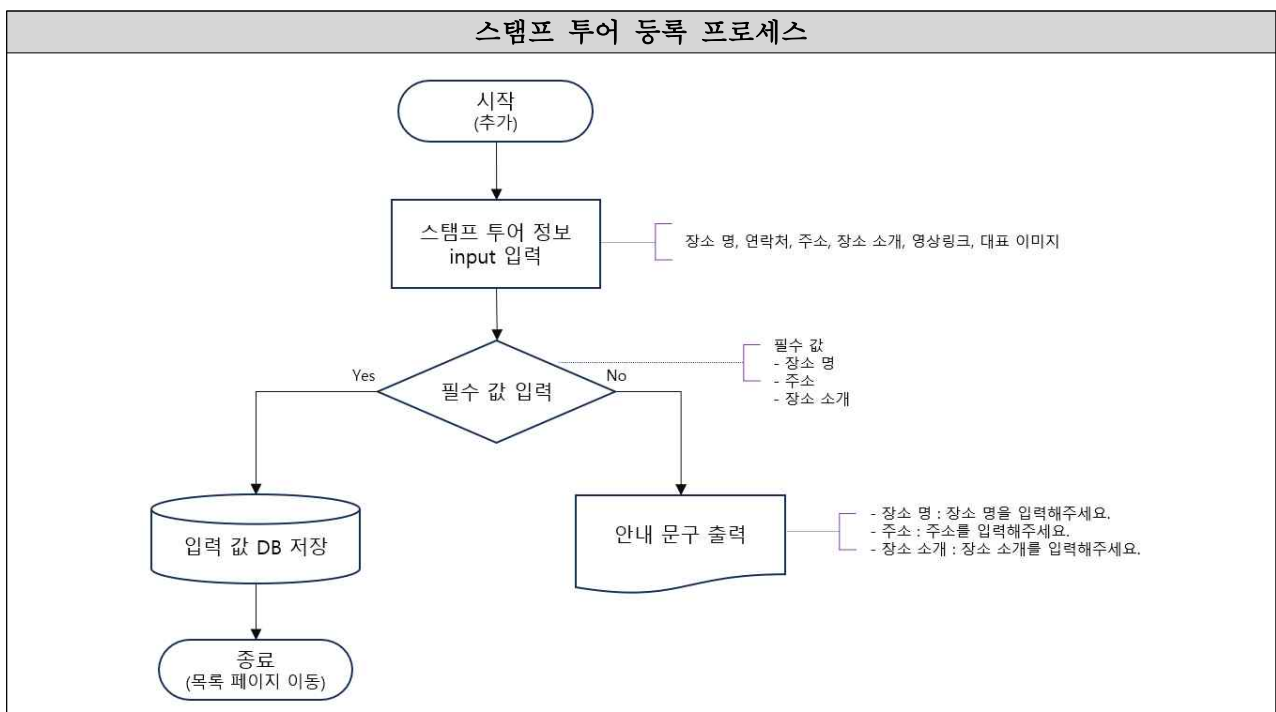 스탬프 투어 등록 프로세스
시작
(추가)
스탬프 투어 정보
input 입력
장소 명, 연락처, 주소, 장소 소개, 영상링크, 대표 이미지
필수 값
- 장소 명
- 주소
- 장소 소개
Yes
필수 값 입력
No
입력 값 DB 저장
안내 문구 출력
- 장소 명 : 장소 명을 입력해주세요.
- 주소 : 주소를 입력해주세요.
- 장소 소개 : 장소 소개를 입력해주세요.
종료
(목록 페이지 이동)